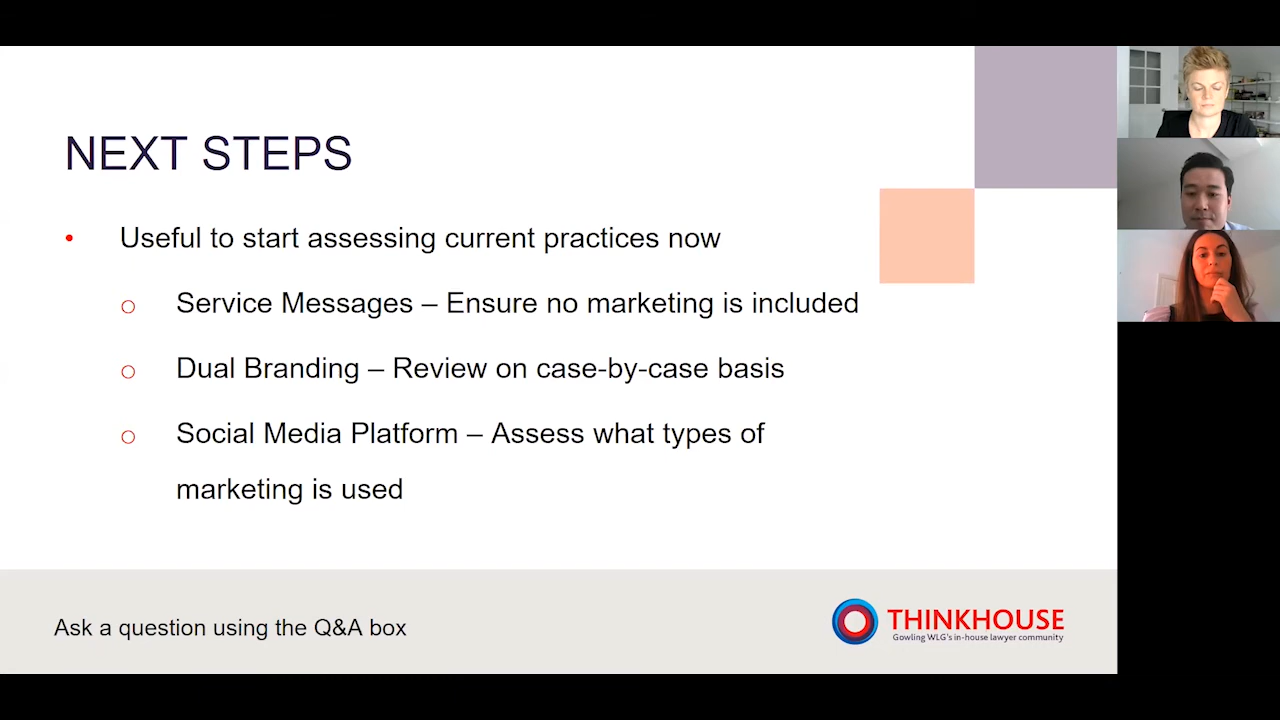 NEXT STEPS
• Useful to start assessing current practices now
o Service Messages – Ensure no marketing is included
o Dual Branding – Review on case-by-case basis
o Social Media Platform – Assess what types of
marketing is used
Ask a question using the Q&A box
THINKHOUSE
Gowling WLG's in-house lawyer community